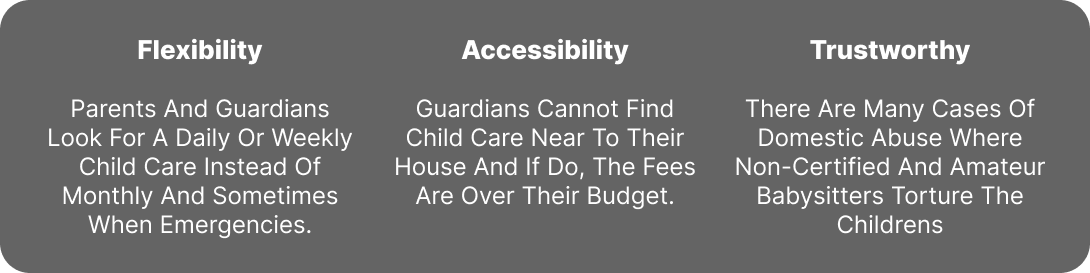 Flexibility
Parents And Guardians
Look For A Daily Or Weekly
Child Care Instead Of
Monthly And Sometimes
When Emergencies.
Accessibility
Guardians Cannot Find
Child Care Near To Their
House And If Do, The Fees
Are Over Their Budget.
Trustworthy
There Are Many Cases Of
Domestic Abuse Where
Non-Certified And Amateur
Babysitters Torture The
Childrens